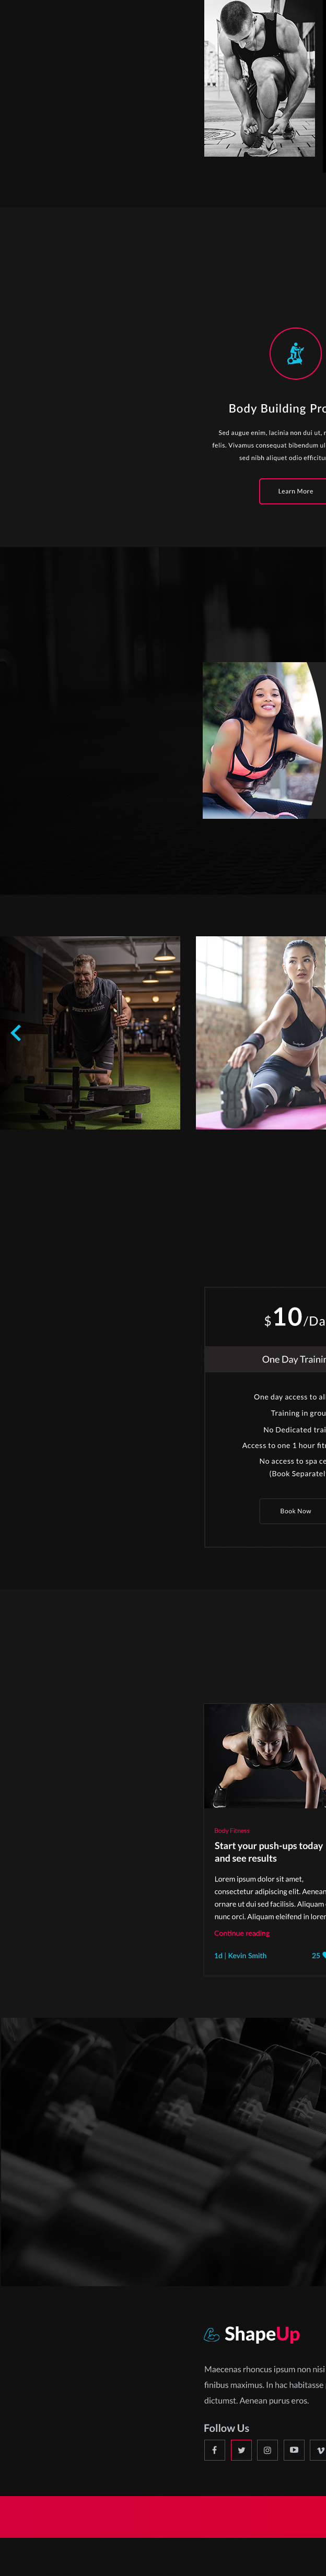 Body Building Pro
Sed augue enim, lacinia non dui ut,
felis. Vivamus consequat bibendum ul
sed nibh aliquet odio efficitu
Learn More
$10/Da
One Day Trainin
One day access to al
Training in grou
No Dedicated trai
Access to one 1 hour fit
No access to spa ce
(Book Separatel
Book Now
Body Fitness
Start your push-ups today
and see results
Lorem ipsum dolor sit amet,
consectetur adipiscing elit. Aenean
ornare ut dui sed facilisis. Aliquam
nunc orci. Aliquam eleifend in lorem
Continue reading
1d | Kevin Smith 25
ShapeUp
Maecenas rhoncus ipsum non nisi
finibus maximus. In hac habitasse
dictumst. Aenean purus eros.
Follow Us